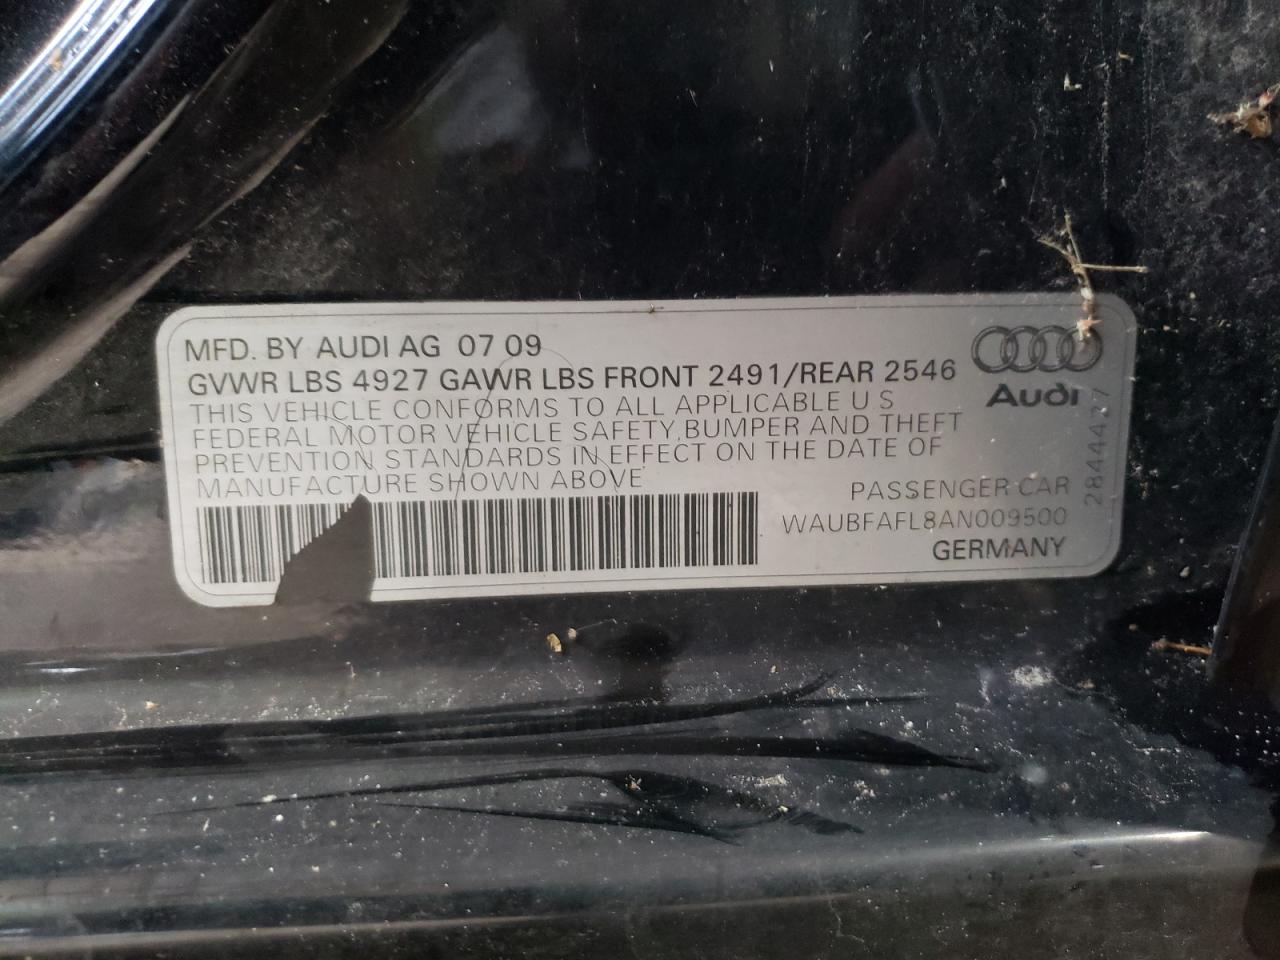 MFD. BY AUDI AG 07 09
GVWR LBS 4927 GAWR LBS FRONT 2491/REAR 2546
THIS VEHICLE CONFORMS TO ALL APPLICABLE U S
FEDERAL MOTOR VEHICLE SAFETY, BUMPER AND THEFT
PREVENTION STANDARDS IN EFFECT ON THE DATE OF
MANUFACTURE SHOWN ABOVE
Audi
2844427
PASSENGER CAR
WAUBFAFL8AN009500
GERMANY